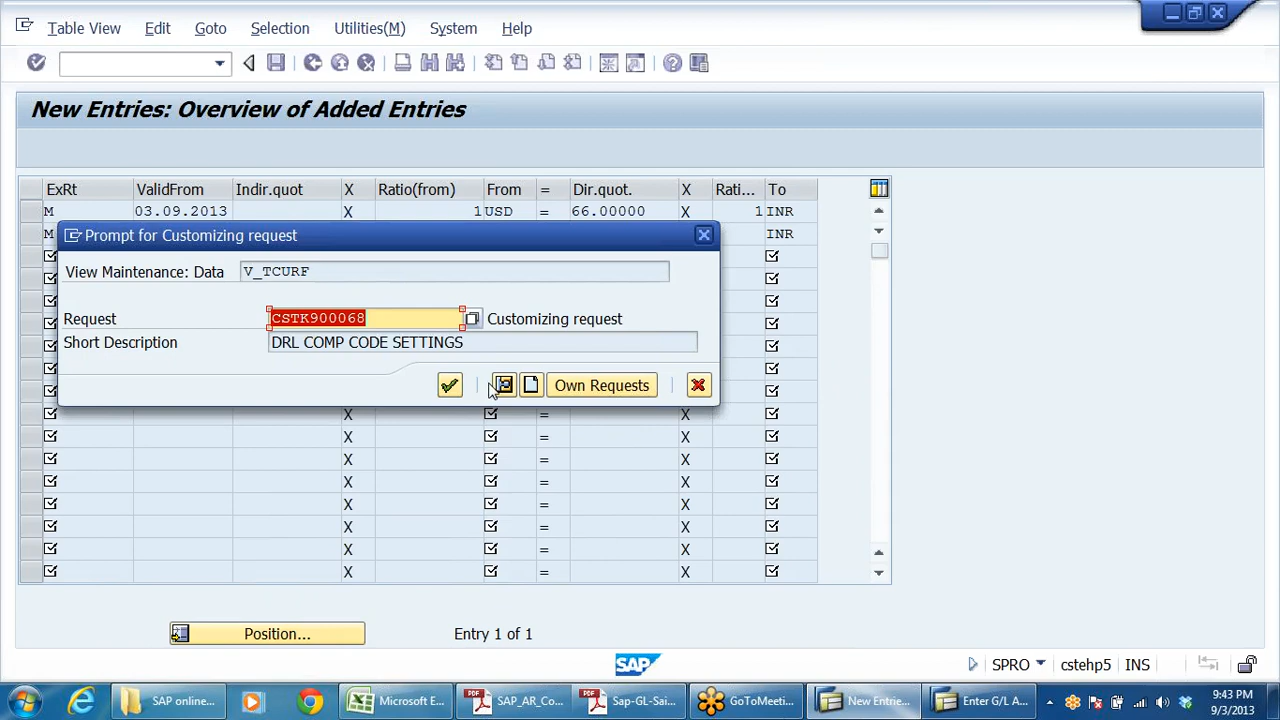 Table View Edit Goto Selection Utilities(M) System Help
New Entries: Overview of Added Entries
ExRt ValidFrom Indir.quot X Ratio(from) From = Dir.quot. X Rati... To
M 03.09.2013 X 1 USD = 66.00000 X 1 INR
M INR
Prompt for Customizing request
View Maintenance: Data V_TCURF
Request CSTK900068 Customizing request
Short Description DRL COMP CODE SETTINGS
Own Requests
X = X
X = X
X = X
X = X
X = X
X = X
X = X
X = X
Position... Entry 1 of 1
SAP SPRO cstehp5 INS
SAP online... Microsoft E... SAP_AR_Co... Sap-GL-Sai... GoToMeeti... New Entrie... Enter G/L A... 9:43 PM
9/3/2013